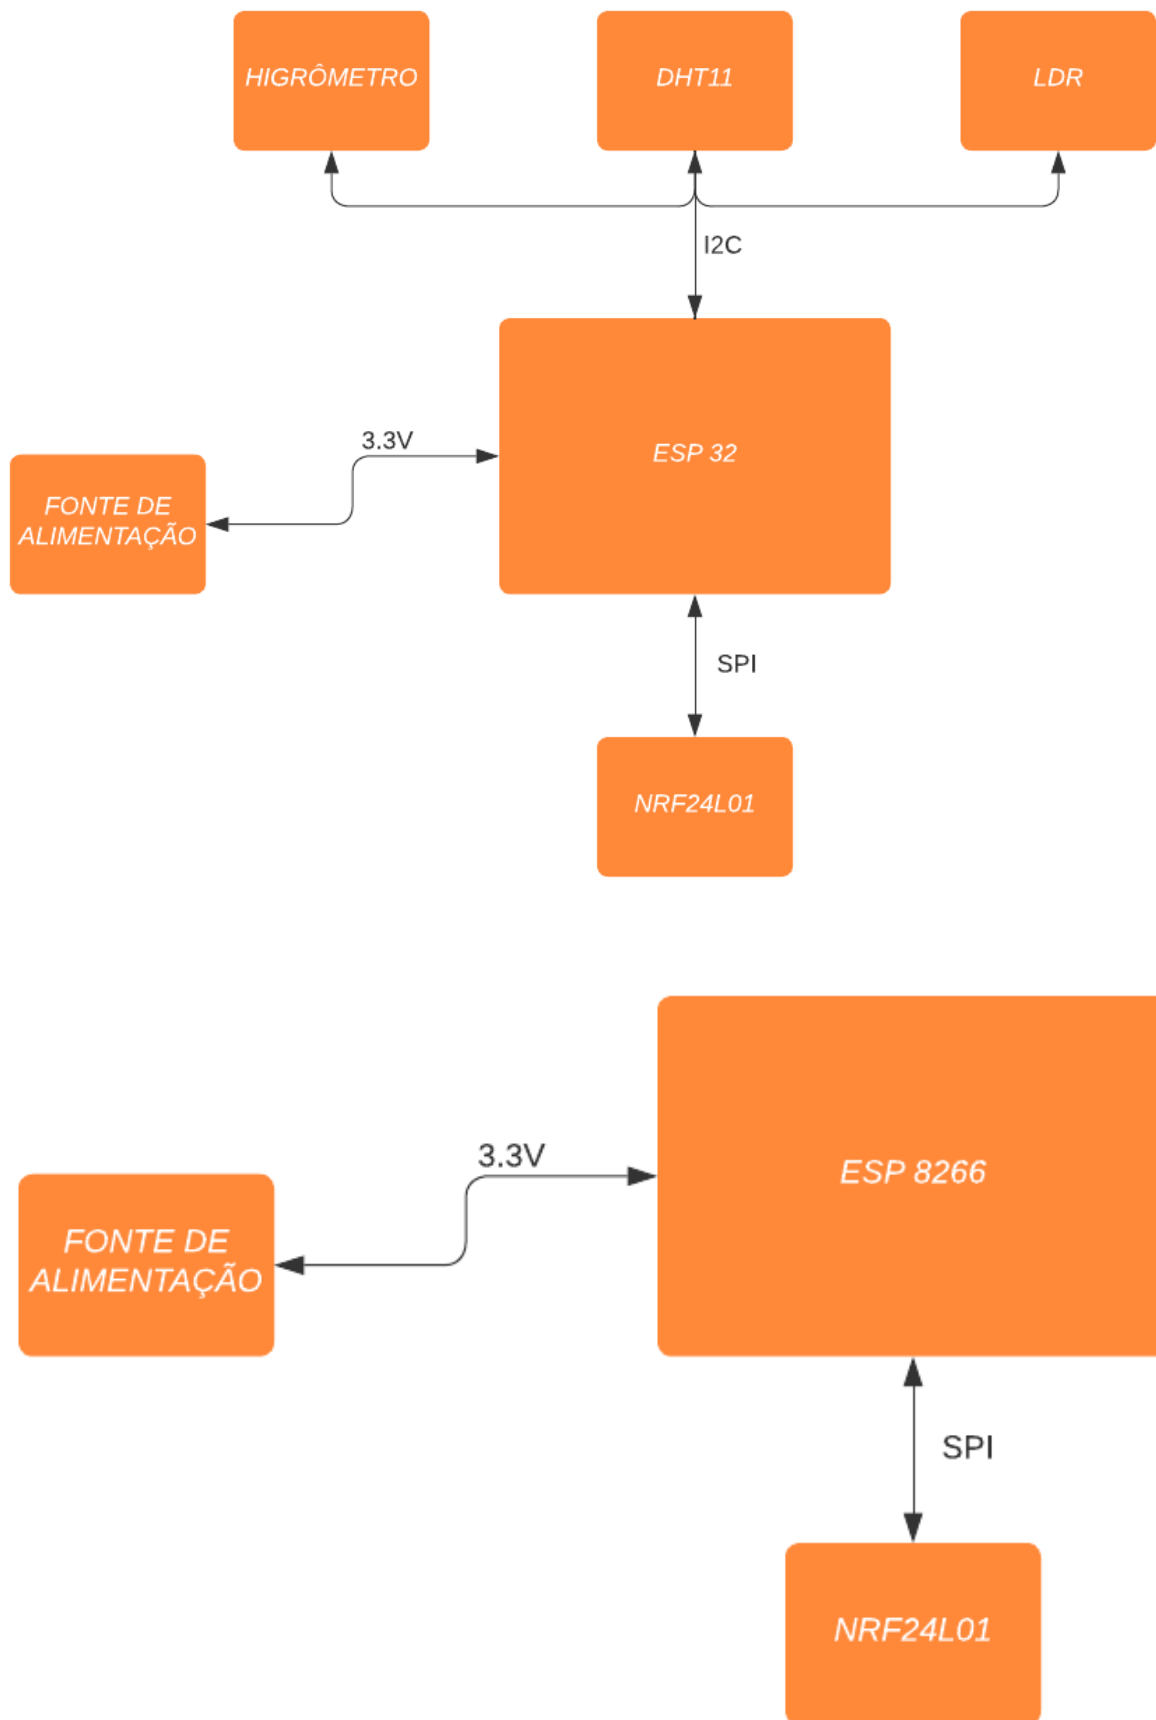 HIGRÔMETRO
DHT11
LDR
I2C
3.3V
ESP 32
FONTE DE
ALIMENTAÇÃO
SPI
NRF24L01
3.3V
ESP 8266
FONTE DE
ALIMENTAÇÃO
SPI
NRF24L01